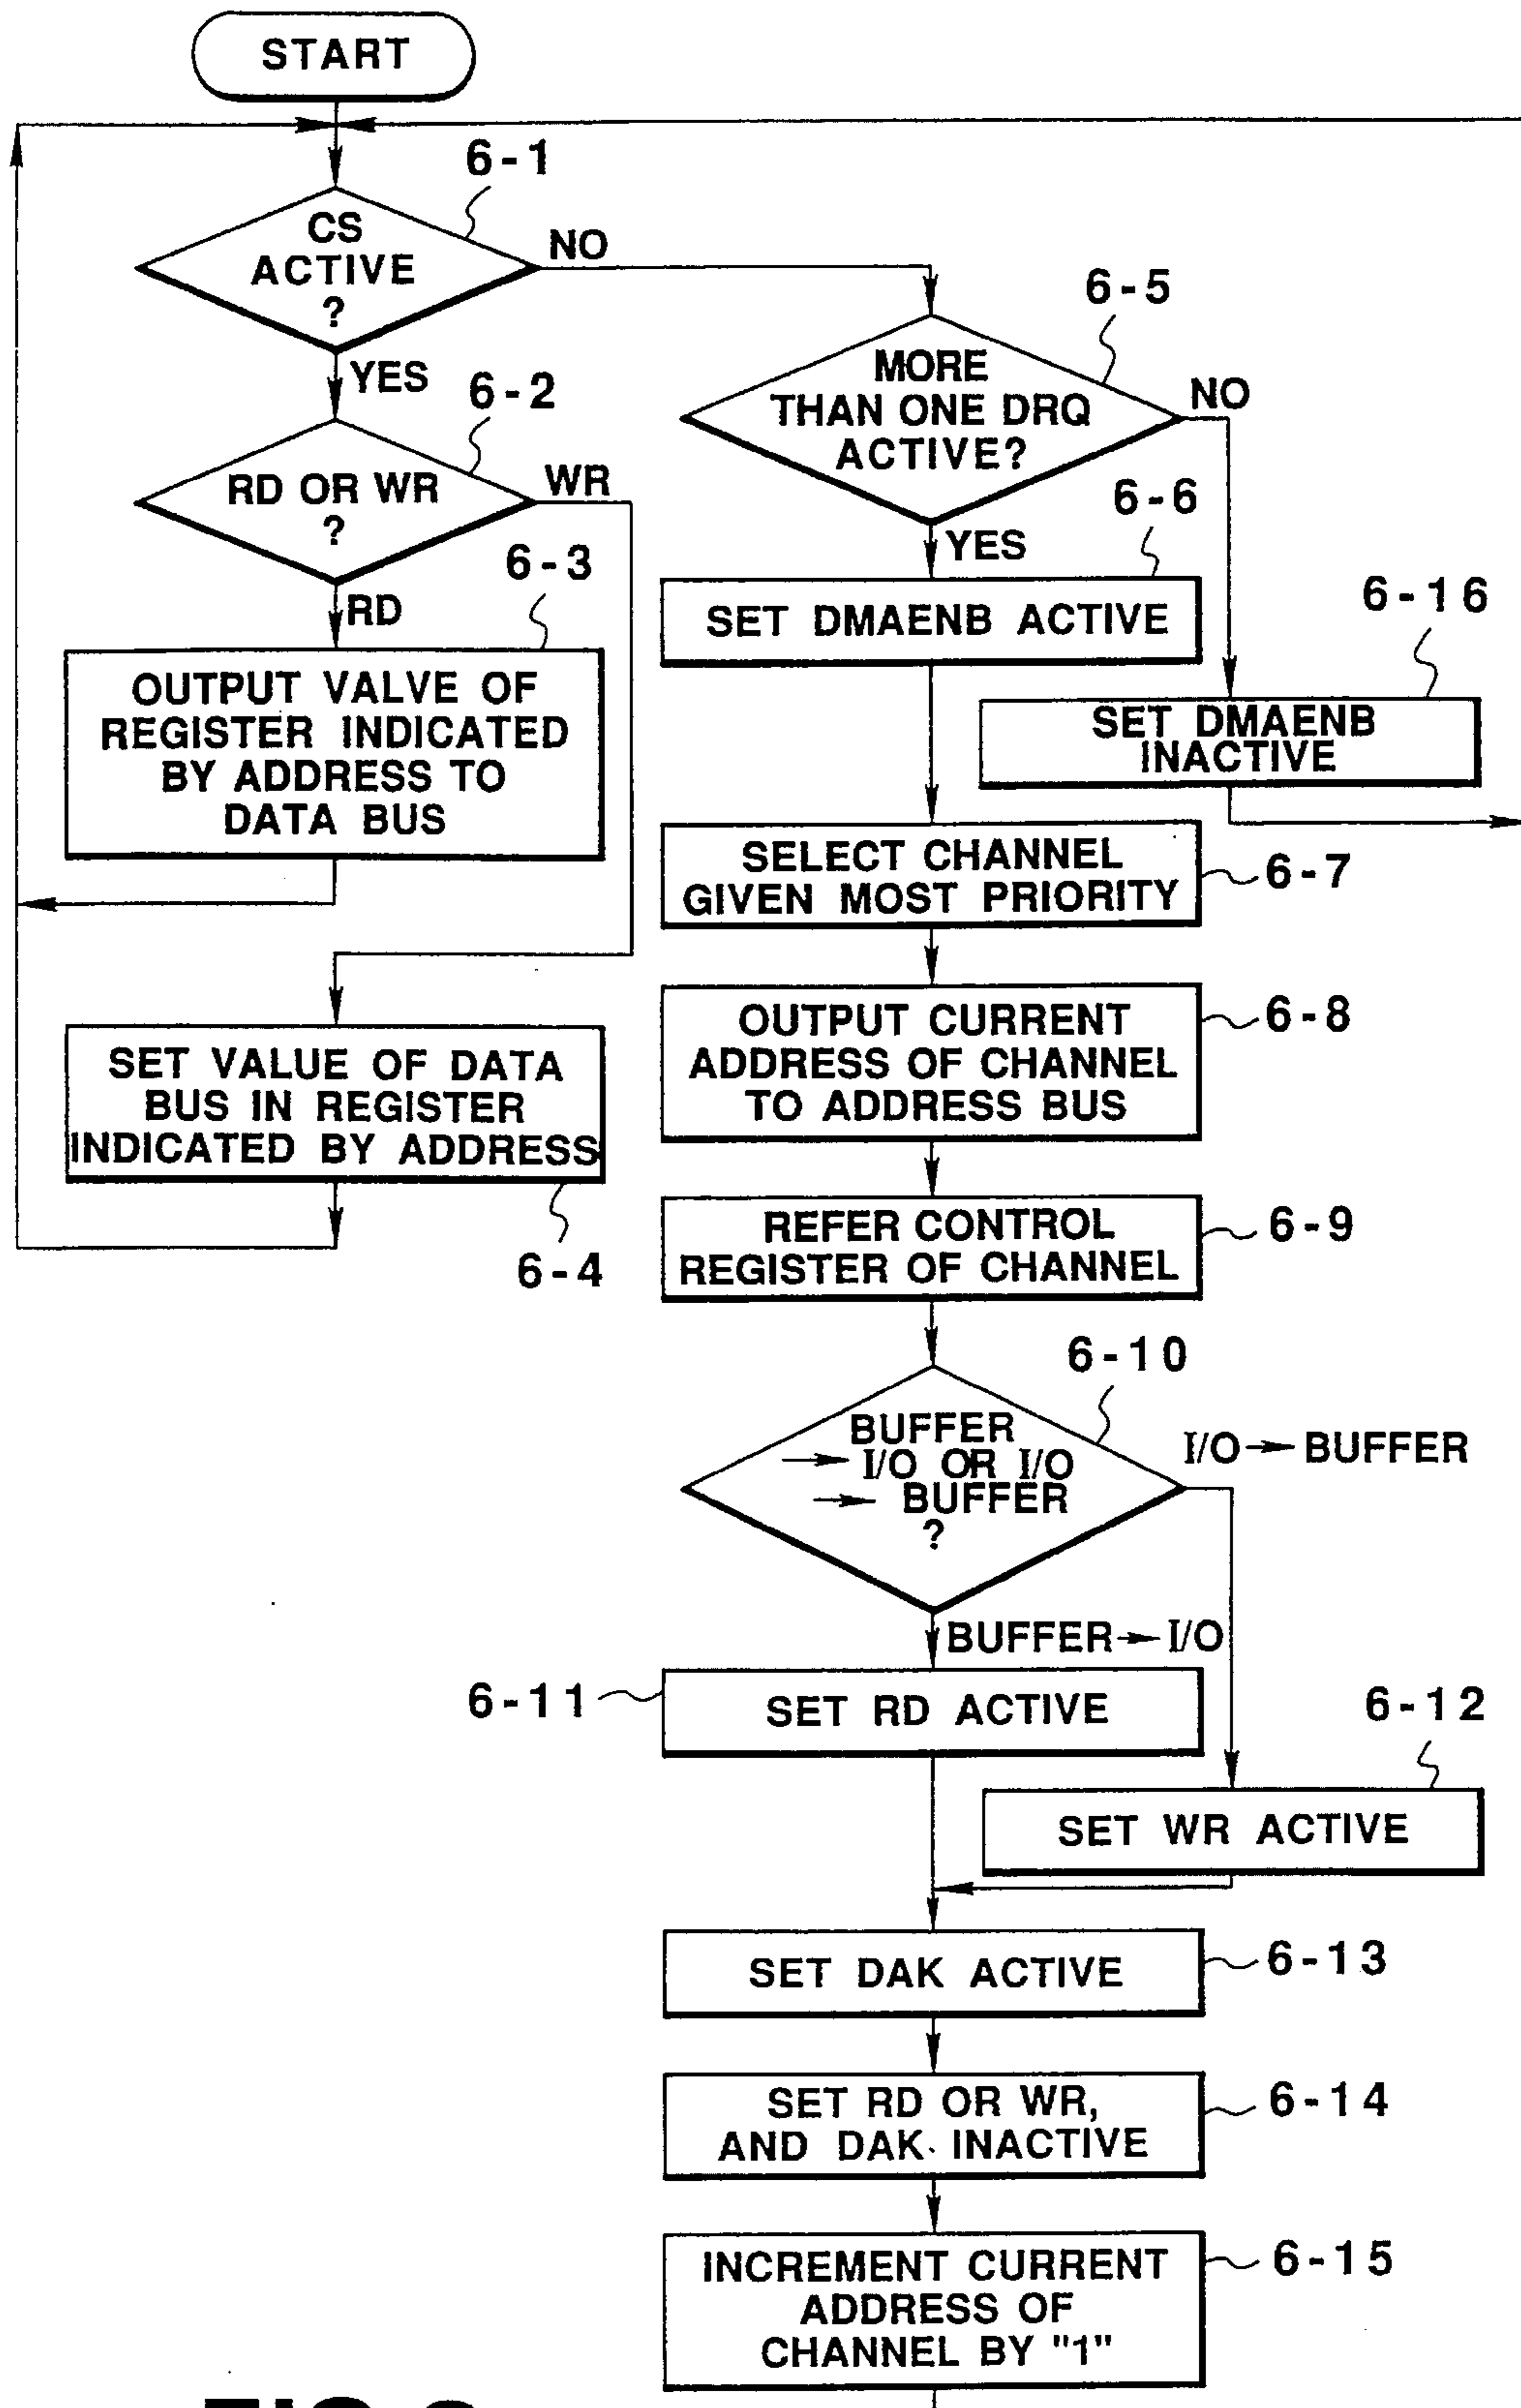 START
6-1
CS
ACTIVE
?
NO
YES
6-2
RD OR WR
?
WR
RD
6-3
OUTPUT VALVE OF
REGISTER INDICATED
BY ADDRESS TO
DATA BUS
SET VALUE OF DATA
BUS IN REGISTER
INDICATED BY ADDRESS
6-4
6-5
MORE
THAN ONE DRQ
ACTIVE?
NO
YES
6-6
SET DMAENB ACTIVE
6-16
SET DMAENB
INACTIVE
SELECT CHANNEL
GIVEN MOST PRIORITY
6-7
OUTPUT CURRENT
ADDRESS OF CHANNEL
TO ADDRESS BUS
6-8
REFER CONTROL
REGISTER OF CHANNEL
6-9
6-10
BUFFER
→ I/O OR I/O
→ BUFFER
?
I/O → BUFFER
BUFFER → I/O
6-11
SET RD ACTIVE
6-12
SET WR ACTIVE
SET DAK ACTIVE
6-13
SET RD OR WR,
AND DAK INACTIVE
6-14
INCREMENT CURRENT
ADDRESS OF
CHANNEL BY "1"
6-15